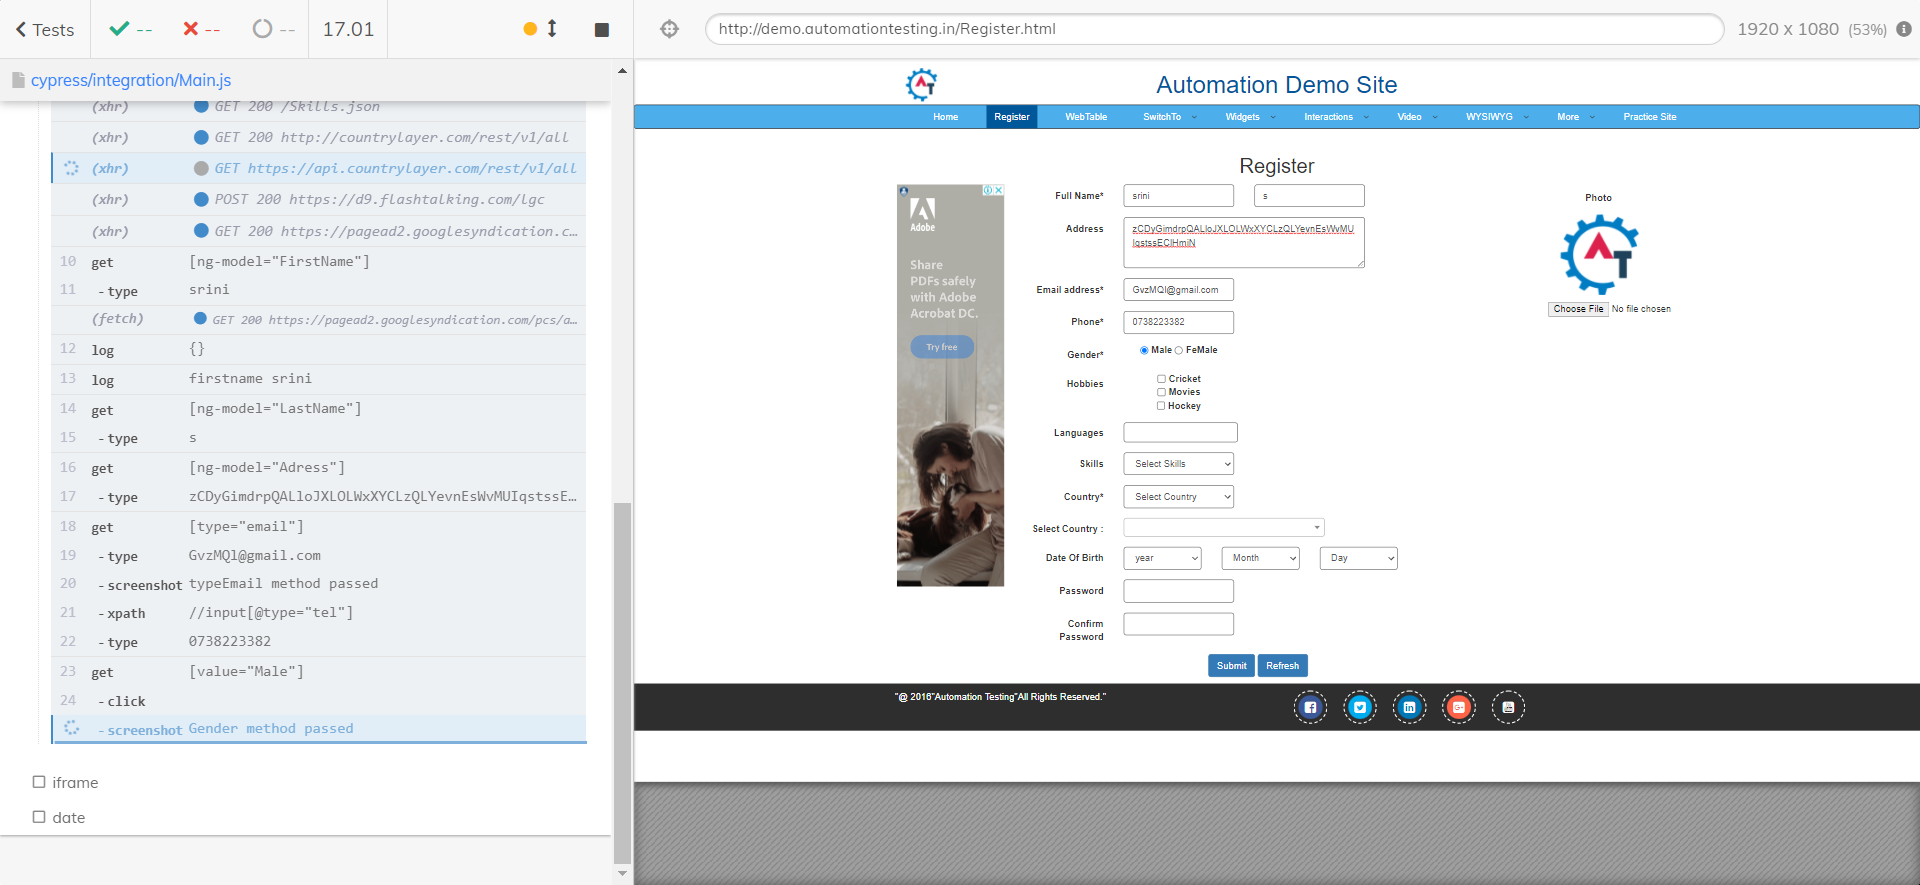 Tests
--
--
--
17.01
http://demo.automationtesting.in/Register.html
1920 x 1080 (53%)
cypress/integration/Main.js
(xhr) GET 200 /Skills.json
(xhr) GET 200 http://countrylayer.com/rest/v1/all
(xhr) GET https://api.countrylayer.com/rest/v1/all
(xhr) POST 200 https://d9.flashtalking.com/lgc
(xhr) GET 200 https://pagead2.googlesyndication.c...
10 get [ng-model="FirstName"]
11 -type srini
(fetch) GET 200 https://pagead2.googlesyndication.com/pcs/a...
12 log {}
13 log firstname srini
14 get [ng-model="LastName"]
15 -type s
16 get [ng-model="Adress"]
17 -type zCDyGimdrpQALloJXLOLWxXYCLzQLYevnEsWvMUIqstssE...
18 get [type="email"]
19 -type GvzMQl@gmail.com
20 -screenshot typeEmail method passed
21 -xpath //input[@type="tel"]
22 -type 0738223382
23 get [value="Male"]
24 -click
-screenshot Gender method passed
iframe
date
Automation Demo Site
Home Register WebTable SwitchTo Widgets Interactions Video WYSIWYG More Practice Site
Register
Adobe
Share
PDFs safely
with Adobe
Acrobat DC.
Try free
Full Name* srini s
Address zCDyGimdrpQALloJXLOLWxXYCLzQLYevnEsWvMU
IqstssEClHmiN
Email address* GvzMQl@gmail.com
Phone* 0738223382
Gender* Male FeMale
Hobbies Cricket
Movies
Hockey
Languages
Skills Select Skills
Country* Select Country
Select Country :
Date Of Birth year Month Day
Password
Confirm
Password
Submit Refresh
Photo
AT
Choose File No file chosen
"@ 2016"Automation Testing"All Rights Reserved."